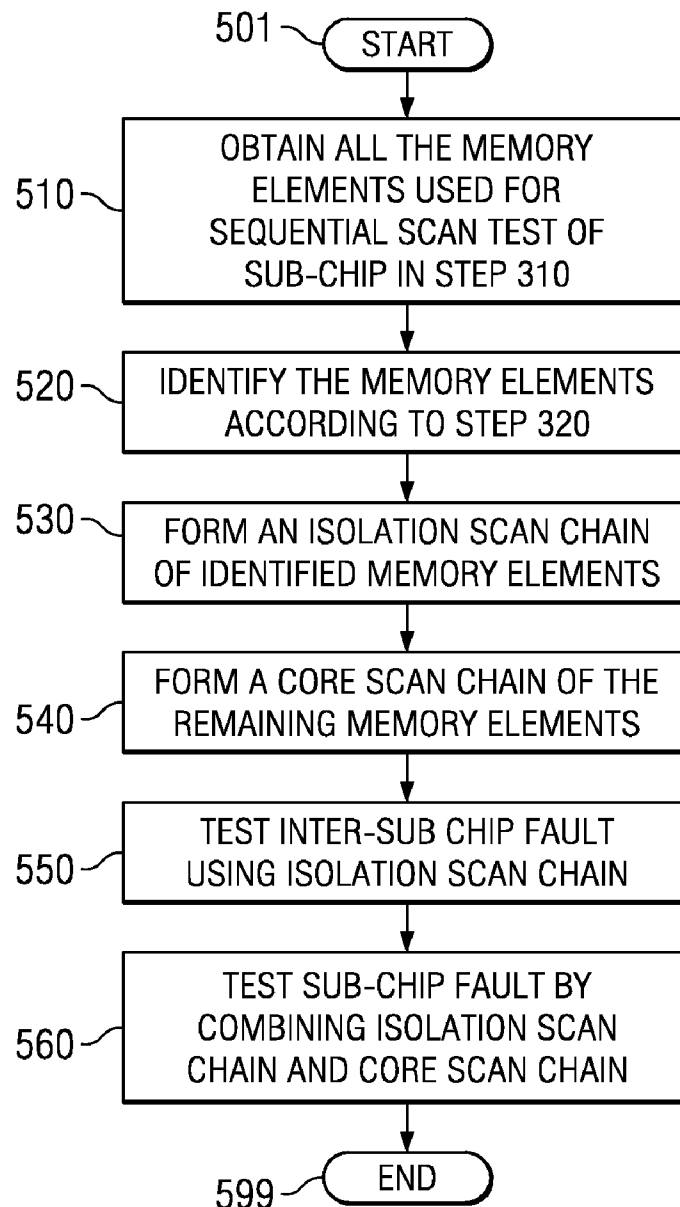 501
START
510
OBTAIN ALL THE MEMORY
ELEMENTS USED FOR
SEQUENTIAL SCAN TEST OF
SUB-CHIP IN STEP 310
520
IDENTIFY THE MEMORY ELEMENTS
ACCORDING TO STEP 320
530
FORM AN ISOLATION SCAN CHAIN
OF IDENTIFIED MEMORY ELEMENTS
540
FORM A CORE SCAN CHAIN OF THE
REMAINING MEMORY ELEMENTS
550
TEST INTER-SUB CHIP FAULT
USING ISOLATION SCAN CHAIN
560
TEST SUB-CHIP FAULT BY
COMBINING ISOLATION SCAN
CHAIN AND CORE SCAN CHAIN
599
END